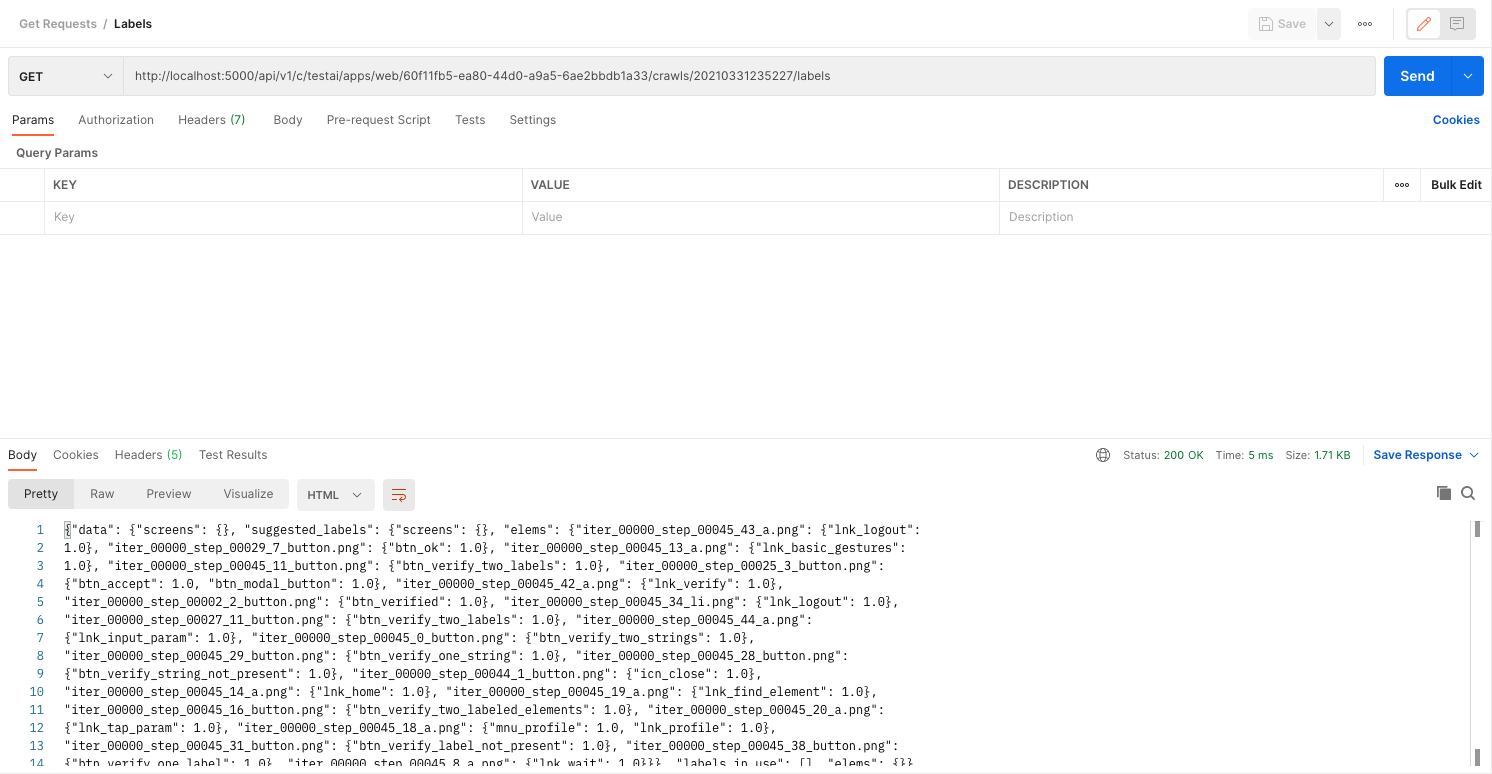 Get Requests / Labels
Save
GET
http://localhost:5000/api/v1/c/testai/apps/web/60f11fb5-ea80-44d0-a9a5-6ae2bbdb1a33/crawls/20210331235227/labels
Send
Params Authorization Headers (7) Body Pre-request Script Tests Settings Cookies
Query Params
KEY VALUE DESCRIPTION Bulk Edit
Key Value Description
Body Cookies Headers (5) Test Results Status: 200 OK Time: 5 ms Size: 1.71 KB Save Response
Pretty Raw Preview Visualize HTML
1 {"data": {"screens": {}, "suggested_labels": {"screens": {}, "elems": {"iter_00000_step_00045_43_a.png": {"lnk_logout":
2 1.0}, "iter_00000_step_00029_7_button.png": {"btn_ok": 1.0}, "iter_00000_step_00045_13_a.png": {"lnk_basic_gestures":
3 1.0}, "iter_00000_step_00045_11_button.png": {"btn_verify_two_labels": 1.0}, "iter_00000_step_00025_3_button.png":
4 {"btn_accept": 1.0, "btn_modal_button": 1.0}, "iter_00000_step_00045_42_a.png": {"lnk_verify": 1.0},
5 "iter_00000_step_00002_2_button.png": {"btn_verified": 1.0}, "iter_00000_step_00045_34_li.png": {"lnk_logout": 1.0},
6 "iter_00000_step_00027_11_button.png": {"btn_verify_two_labels": 1.0}, "iter_00000_step_00045_44_a.png":
7 {"lnk_input_param": 1.0}, "iter_00000_step_00045_0_button.png": {"btn_verify_two_strings": 1.0},
8 "iter_00000_step_00045_29_button.png": {"btn_verify_one_string": 1.0}, "iter_00000_step_00045_28_button.png":
9 {"btn_verify_string_not_present": 1.0}, "iter_00000_step_00044_1_button.png": {"icn_close": 1.0},
10 "iter_00000_step_00045_14_a.png": {"lnk_home": 1.0}, "iter_00000_step_00045_19_a.png": {"lnk_find_element": 1.0},
11 "iter_00000_step_00045_16_button.png": {"btn_verify_two_labeled_elements": 1.0}, "iter_00000_step_00045_20_a.png":
12 {"lnk_tap_param": 1.0}, "iter_00000_step_00045_18_a.png": {"mnu_profile": 1.0, "lnk_profile": 1.0},
13 "iter_00000_step_00045_31_button.png": {"btn_verify_label_not_present": 1.0}, "iter_00000_step_00045_38_button.png":
14 {"btn_verify_one_label": 1.0}, "iter_00000_step_00045_8_a.png": {"lnk_wait": 1.0}}}, "labels_in_use": [], "elems": {}}